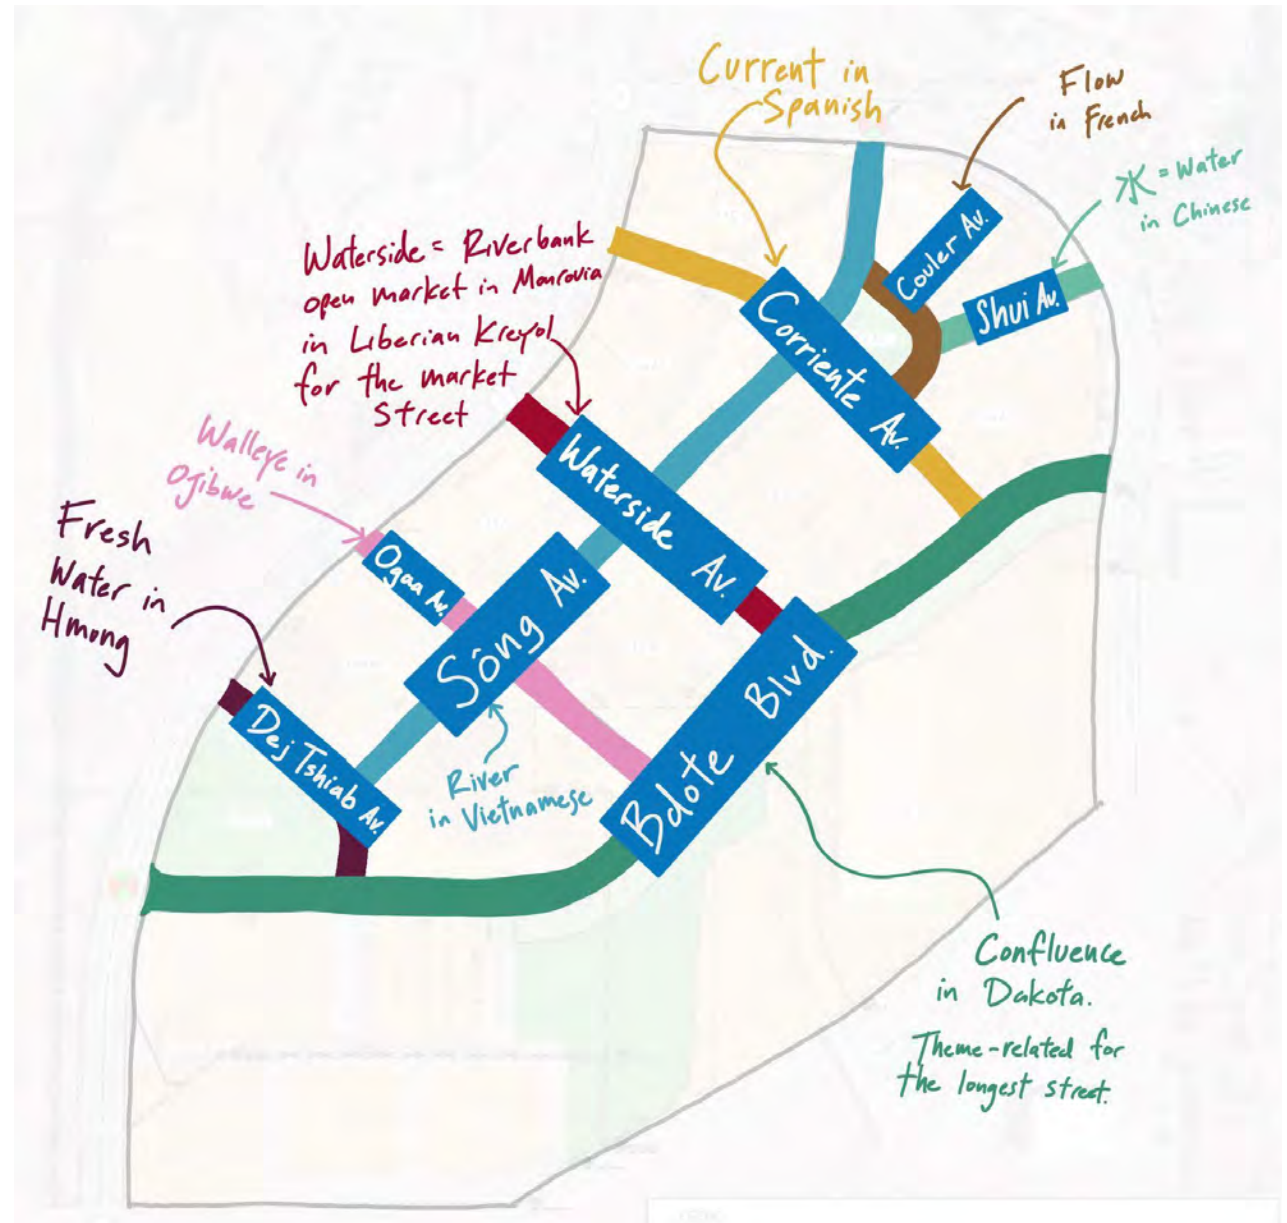 Current in
Spanish
Flow
in French
水 = Water
in Chinese
Couler Av.
Shui Av.
Waterside = Riverbank
open market in Monrovia
in Liberian Kreyol
for the market
Street
Corriente Av.
Walleye in
Ojibwe
Waterside Av.
Fresh
Water in
Hmong
Ogaa Av.
Sông Av.
Dej Tshiab Av.
River
in Vietnamese
Bdote Blvd.
Confluence
in Dakota.
Theme-related for
the longest street.